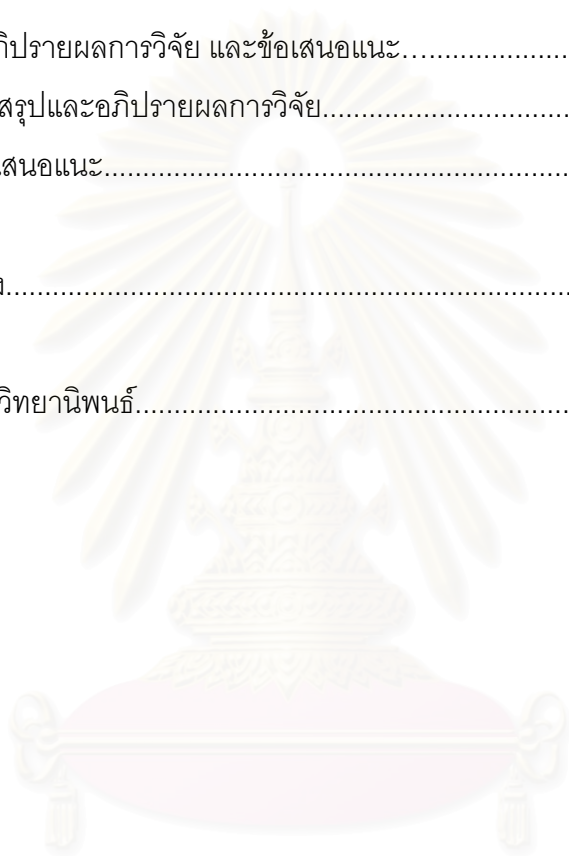 ภิปรายผลการวิจัย และข้อเสนอแนะ…......................
สรุปและอภิปรายผลการวิจัย................................
เสนอแนะ............................................................
ง........................................................................
วิทยานิพนธ์........................................................